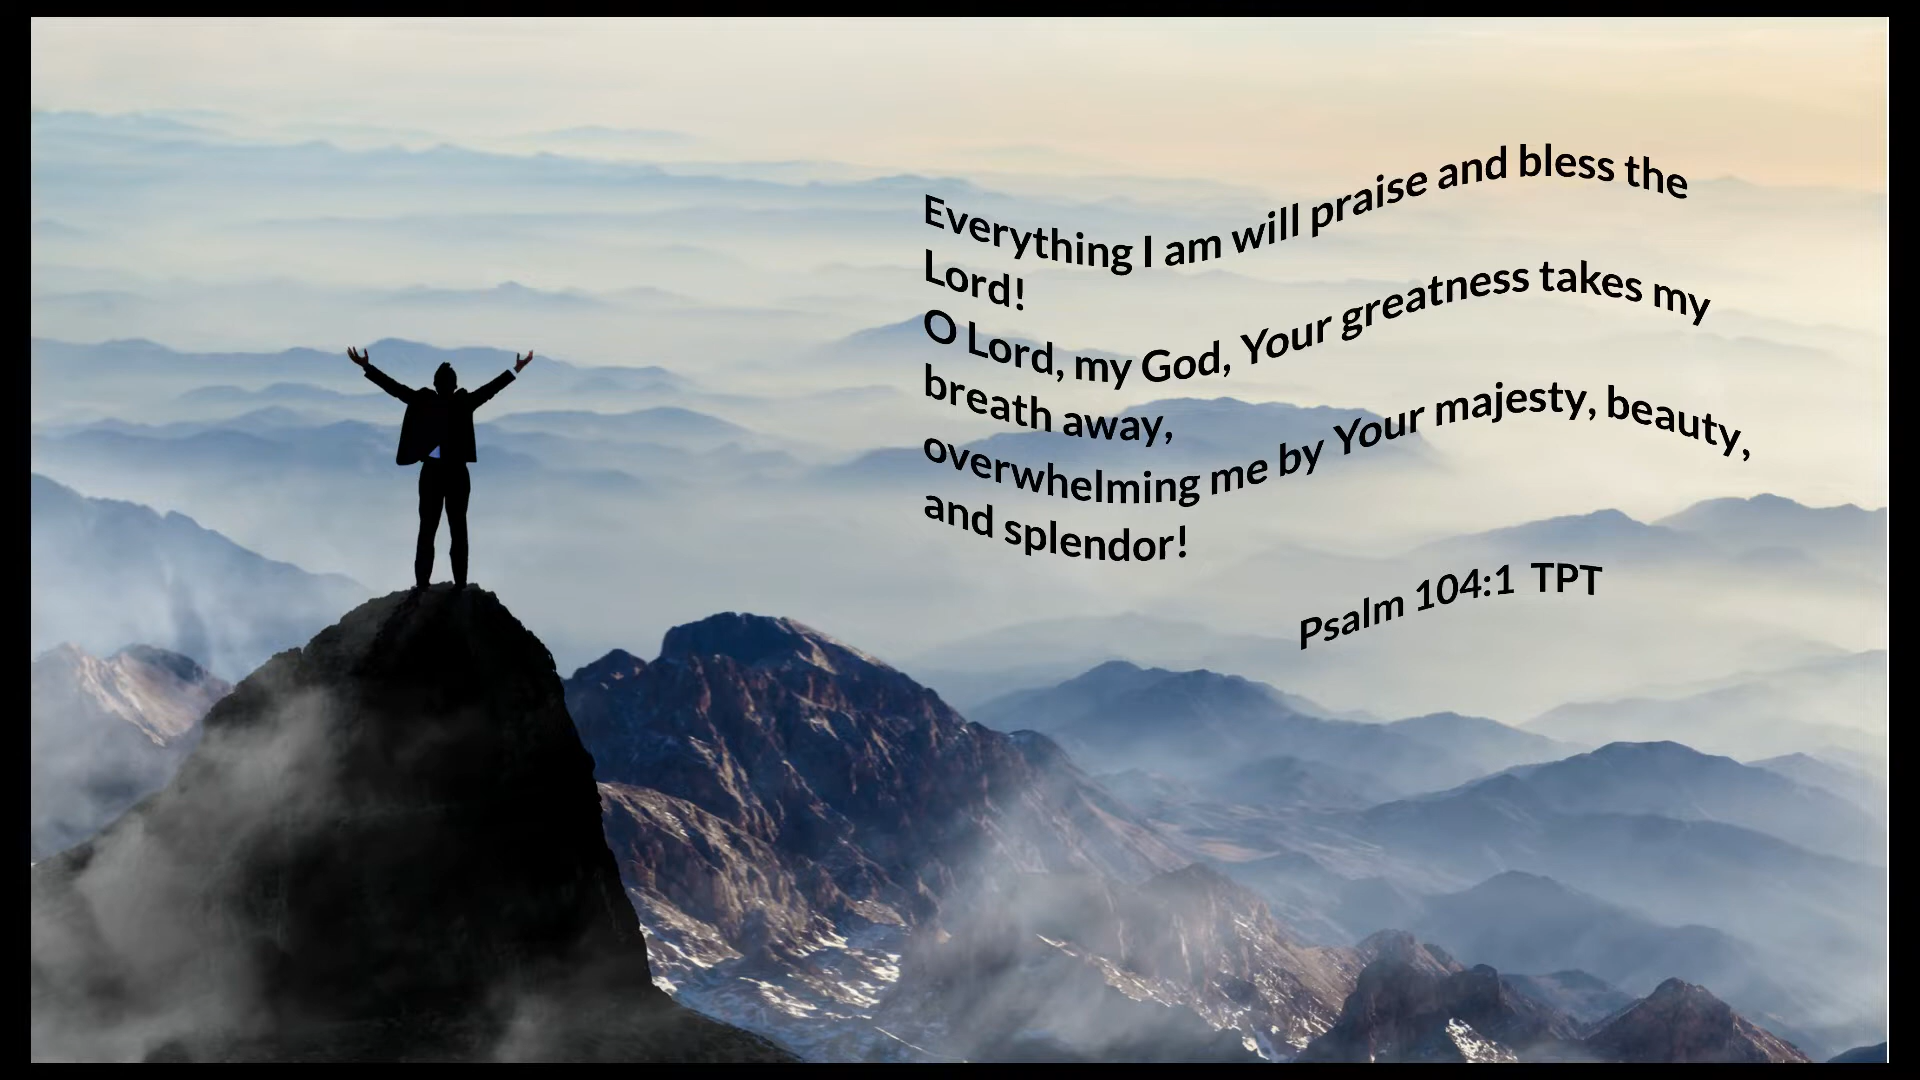 Everything I am will praise and bless the
Lord!
O Lord, my God, Your greatness takes my
breath away,
overwhelming me by Your majesty, beauty,
and splendor!
Psalm 104:1 TPT